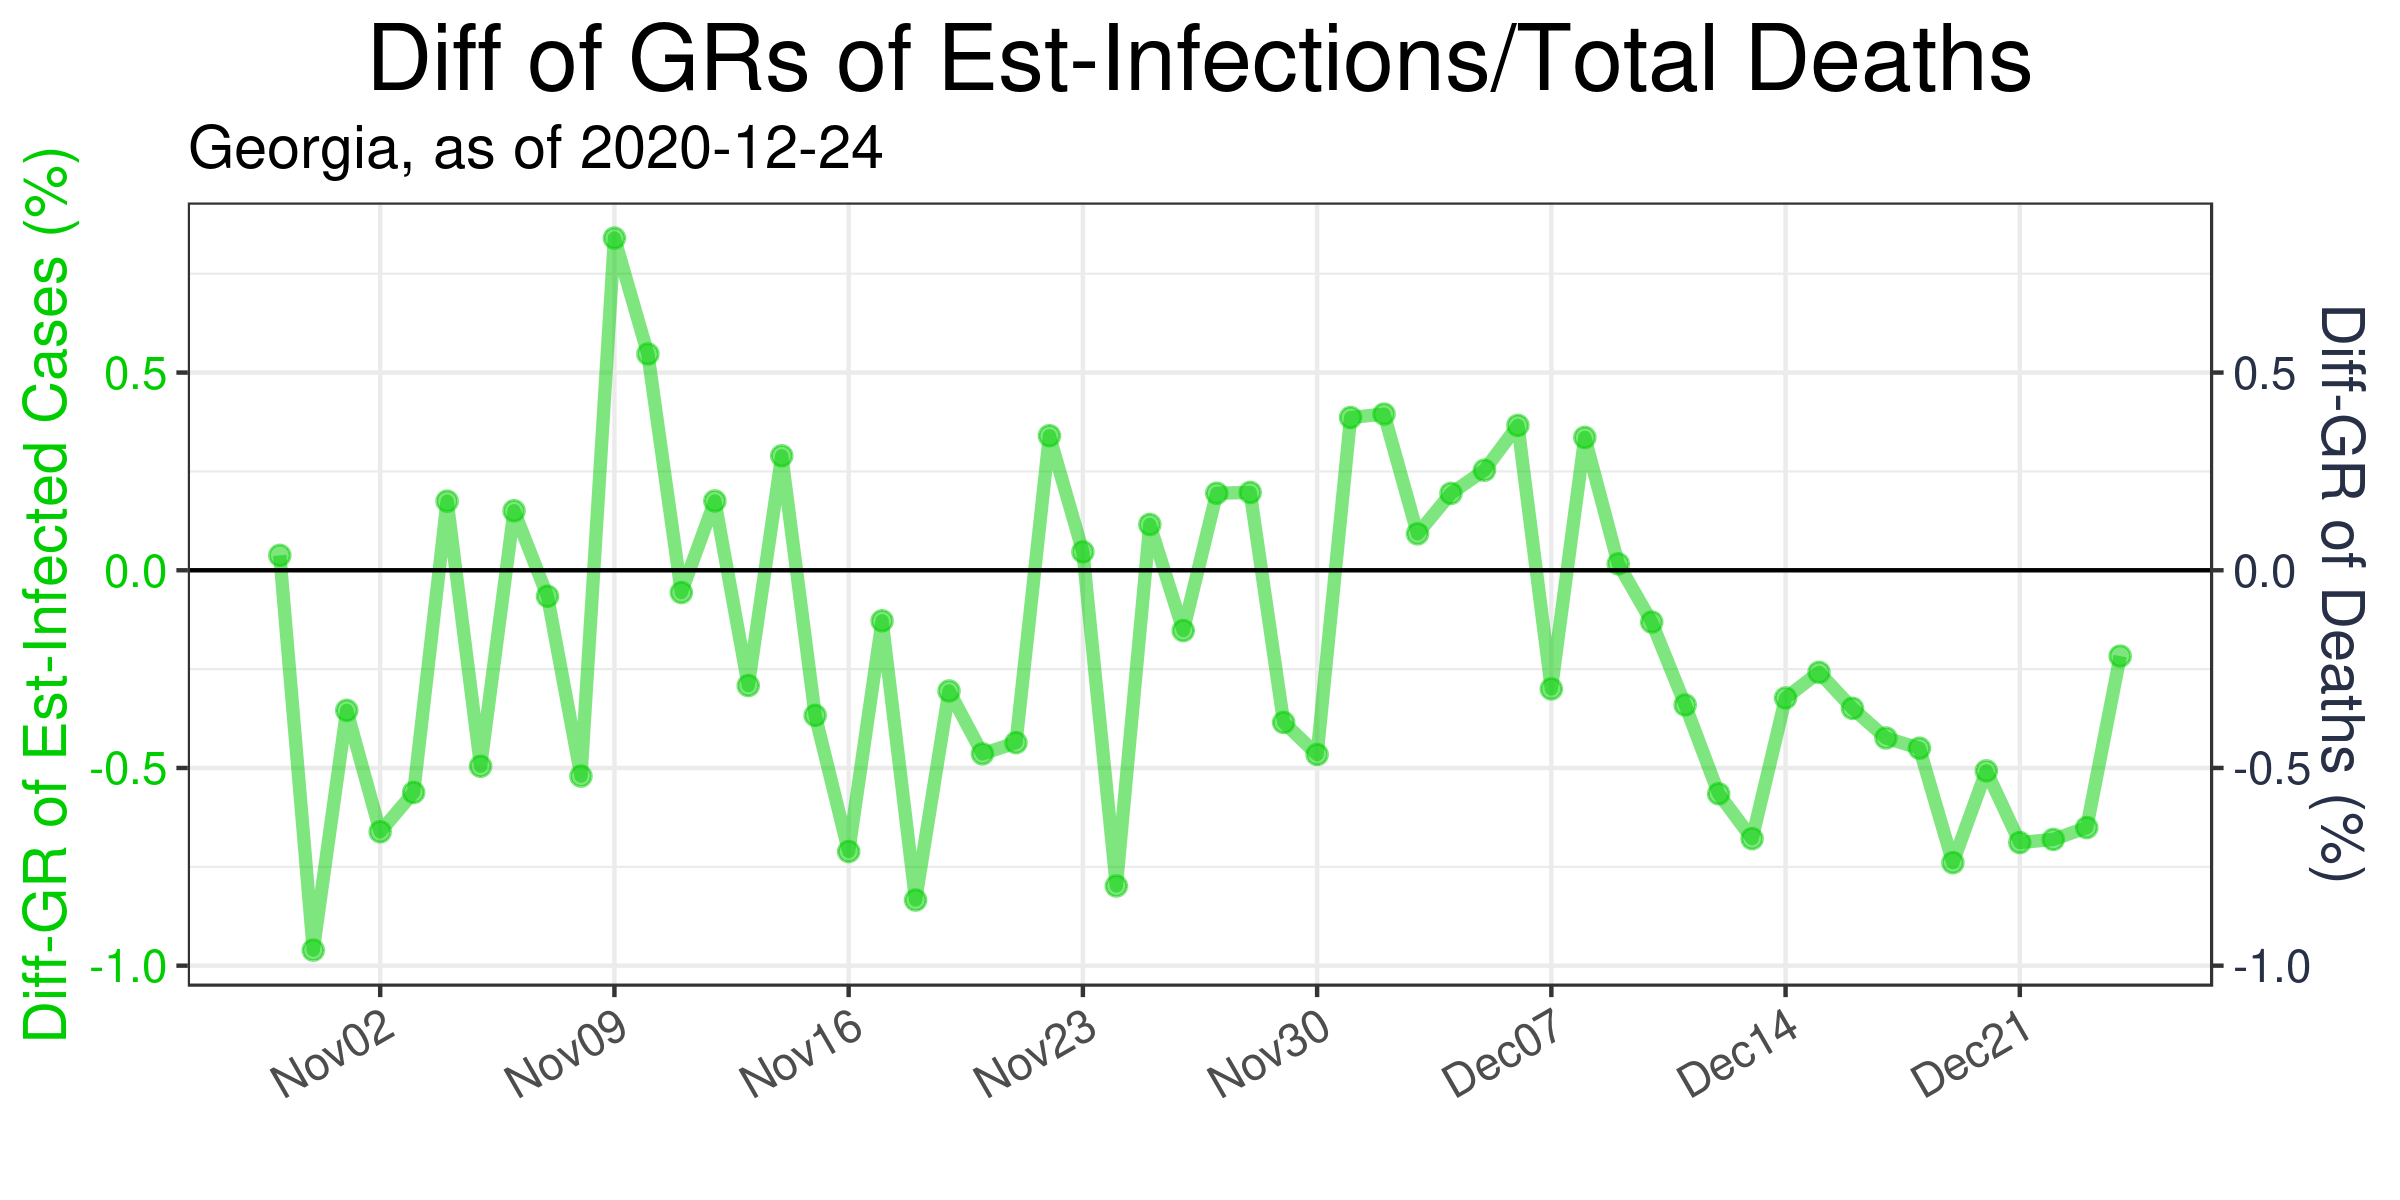 Diff of GRs of Est-Infections/Total Deaths
Georgia, as of 2020-12-24
Diff-GR of Est-Infected Cases (%)
0.5
0.0
-0.5
-1.0
0.5
0.0
-0.5
-1.0
Diff-GR of Deaths (%)
Nov02
Nov09
Nov16
Nov23
Nov30
Dec07
Dec14
Dec21